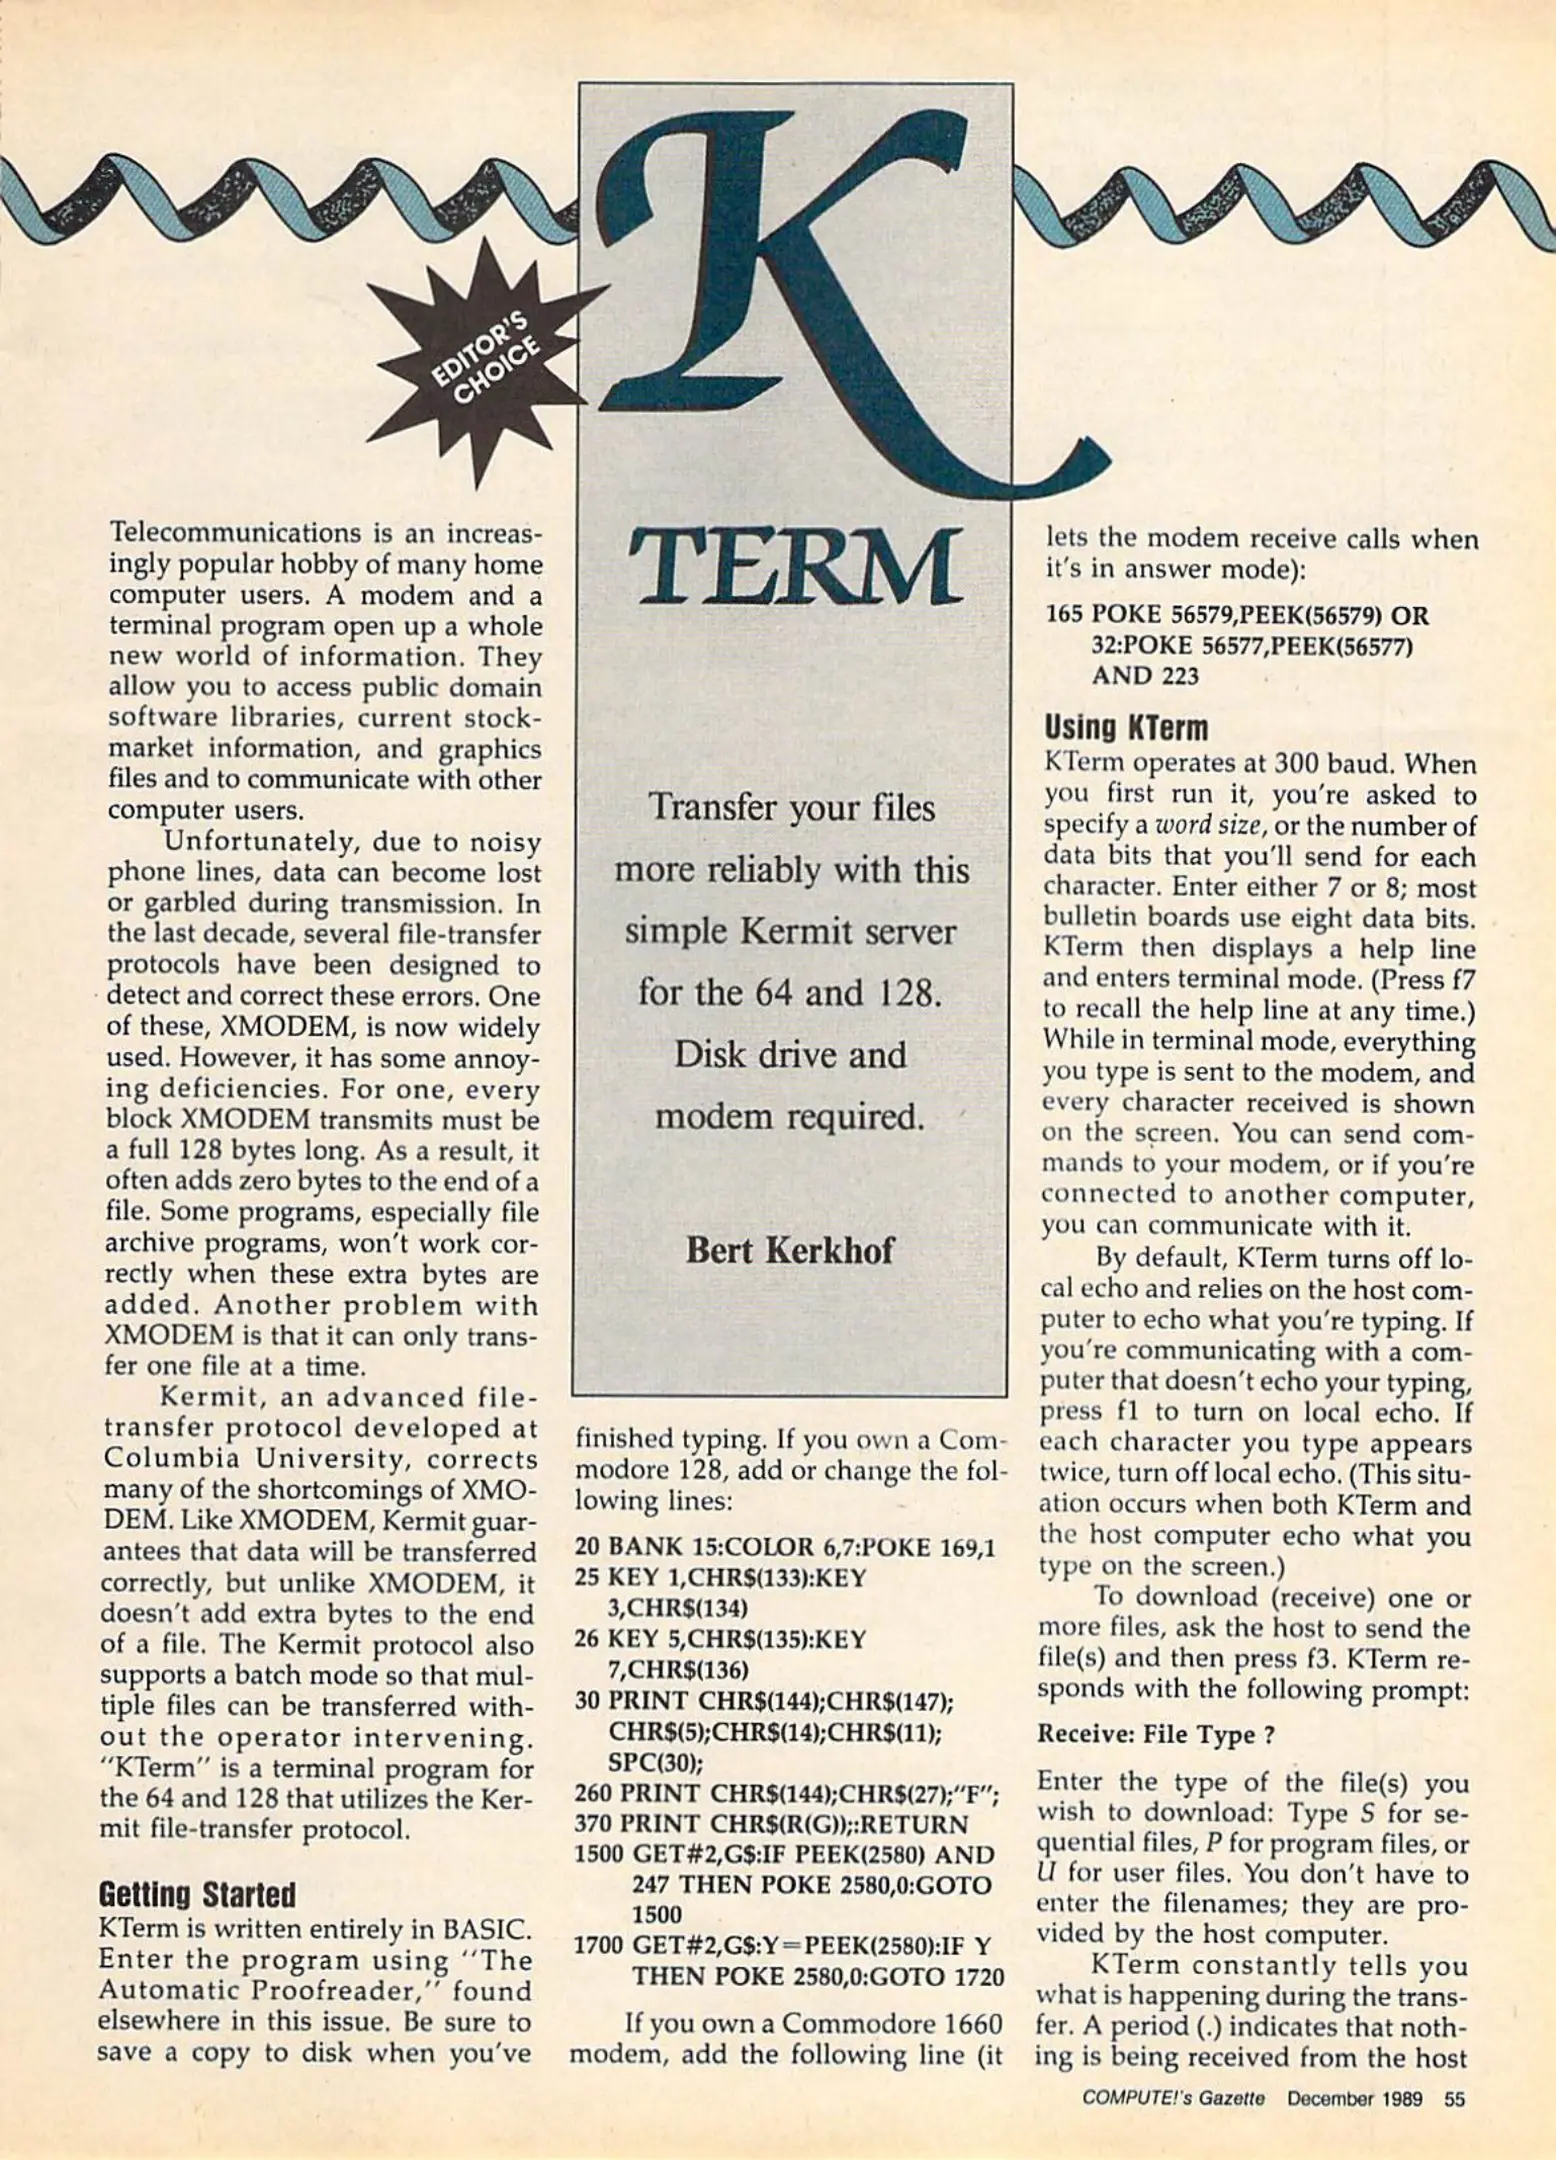 K
TERM
EDITOR'S
CHOICE
Transfer your files
more reliably with this
simple Kermit server
for the 64 and 128.
Disk drive and
modem required.
Bert Kerkhof
Telecommunications is an increas-
ingly popular hobby of many home
computer users. A modem and a
terminal program open up a whole
new world of information. They
allow you to access public domain
software libraries, current stock-
market information, and graphics
files and to communicate with other
computer users.
Unfortunately, due to noisy
phone lines, data can become lost
or garbled during transmission. In
the last decade, several file-transfer
protocols have been designed to
detect and correct these errors. One
of these, XMODEM, is now widely
used. However, it has some annoy-
ing deficiencies. For one, every
block XMODEM transmits must be
a full 128 bytes long. As a result, it
often adds zero bytes to the end of a
file. Some programs, especially file
archive programs, won't work cor-
rectly when these extra bytes are
added. Another problem with
XMODEM is that it can only trans-
fer one file at a time.
Kermit, an advanced file-
transfer protocol developed at
Columbia University, corrects
many of the shortcomings of XMO-
DEM. Like XMODEM, Kermit guar-
antees that data will be transferred
correctly, but unlike XMODEM, it
doesn't add extra bytes to the end
of a file. The Kermit protocol also
supports a batch mode so that mul-
tiple files can be transferred with-
out the operator intervening.
"KTerm" is a terminal program for
the 64 and 128 that utilizes the Ker-
mit file-transfer protocol.
Getting Started
KTerm is written entirely in BASIC.
Enter the program using "The
Automatic Proofreader," found
elsewhere in this issue. Be sure to
save a copy to disk when you've
finished typing. If you own a Com-
modore 128, add or change the fol-
lowing lines:
20 BANK 15:COLOR 6,7:POKE 169,1
25 KEY 1,CHR$(133):KEY
3,CHR$(134)
26 KEY 5,CHR$(135):KEY
7,CHR$(136)
30 PRINT CHR$(144);CHR$(147);
CHR$(5);CHR$(14);CHR$(11);
SPC(30);
260 PRINT CHR$(144);CHR$(27);"F";
370 PRINT CHR$(R(G));:RETURN
1500 GET#2,G$:IF PEEK(2580) AND
247 THEN POKE 2580,0:GOTO
1500
1700 GET#2,G$:Y=PEEK(2580):IF Y
THEN POKE 2580,0:GOTO 1720
If you own a Commodore 1660
modem, add the following line (it
lets the modem receive calls when
it's in answer mode):
165 POKE 56579,PEEK(56579) OR
32:POKE 56577,PEEK(56577)
AND 223
Using KTerm
KTerm operates at 300 baud. When
you first run it, you're asked to
specify a word size, or the number of
data bits that you'll send for each
character. Enter either 7 or 8; most
bulletin boards use eight data bits.
KTerm then displays a help line
and enters terminal mode. (Press f7
to recall the help line at any time.)
While in terminal mode, everything
you type is sent to the modem, and
every character received is shown
on the screen. You can send com-
mands to your modem, or if you're
connected to another computer,
you can communicate with it.
By default, KTerm turns off lo-
cal echo and relies on the host com-
puter to echo what you're typing. If
you're communicating with a com-
puter that doesn't echo your typing,
press f1 to turn on local echo. If
each character you type appears
twice, turn off local echo. (This situ-
ation occurs when both KTerm and
the host computer echo what you
type on the screen.)
To download (receive) one or
more files, ask the host to send the
file(s) and then press f3. KTerm re-
sponds with the following prompt:
Receive: File Type ?
Enter the type of the file(s) you
wish to download: Type S for se-
quential files, P for program files, or
U for user files. You don't have to
enter the filenames; they are pro-
vided by the host computer.
KTerm constantly tells you
what is happening during the trans-
fer. A period (.) indicates that noth-
ing is being received from the host
COMPUTE!'s Gazette December 1989 55